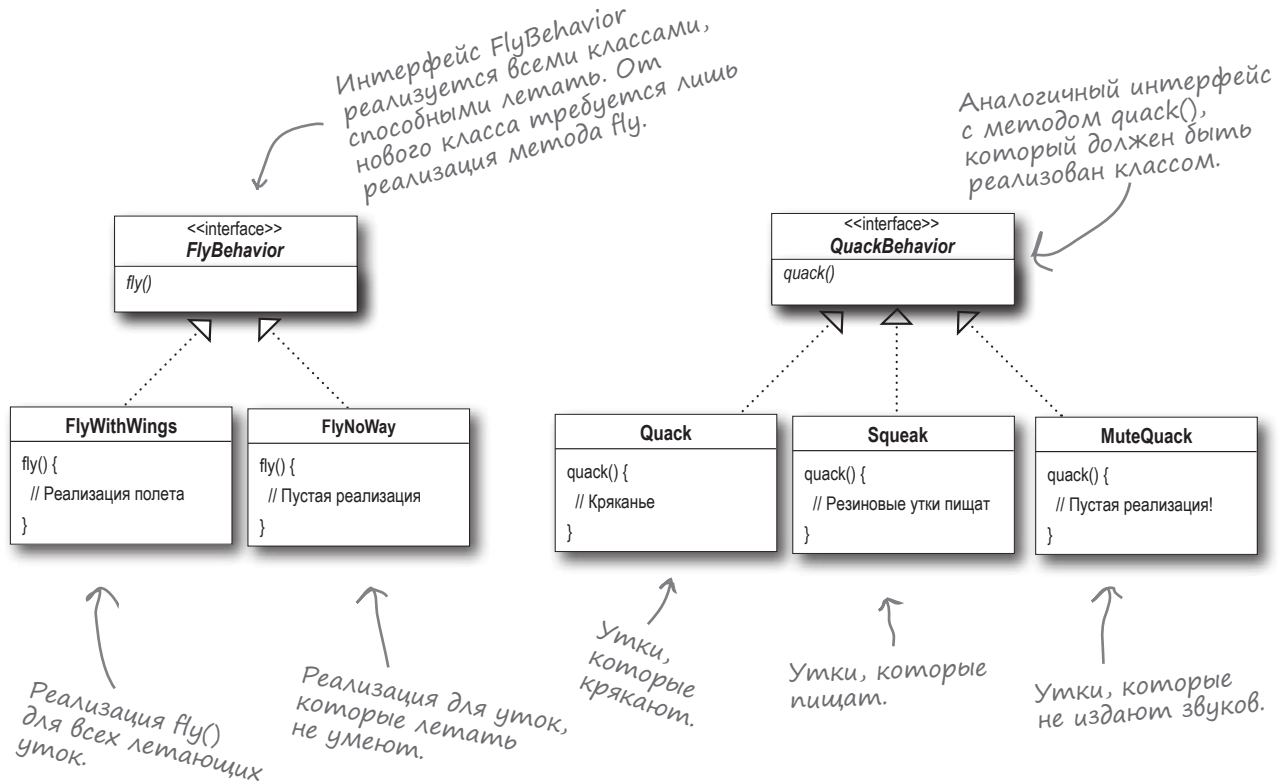 Интерфейс FlyBehavior
реализуется всеми классами,
способными летать. От
нового класса требуется лишь
реализация метода fly.
Аналогичный интерфейс
с методом quack(),
который должен быть
реализован классом.
<<interface>>
FlyBehavior
fly()
<<interface>>
QuackBehavior
quack()
FlyWithWings
fly() {
// Реализация полета
}
FlyNoWay
fly() {
// Пустая реализация
}
Quack
quack() {
// Кряканье
}
Squeak
quack() {
// Резиновые утки пищат
}
MuteQuack
quack() {
// Пустая реализация!
}
Реализация fly()
для всех летающих
уток.
Реализация для уток,
которые летать
не умеют.
Утки,
которые
крякают.
Утки, которые
пищат.
Утки, которые
не издают звуков.